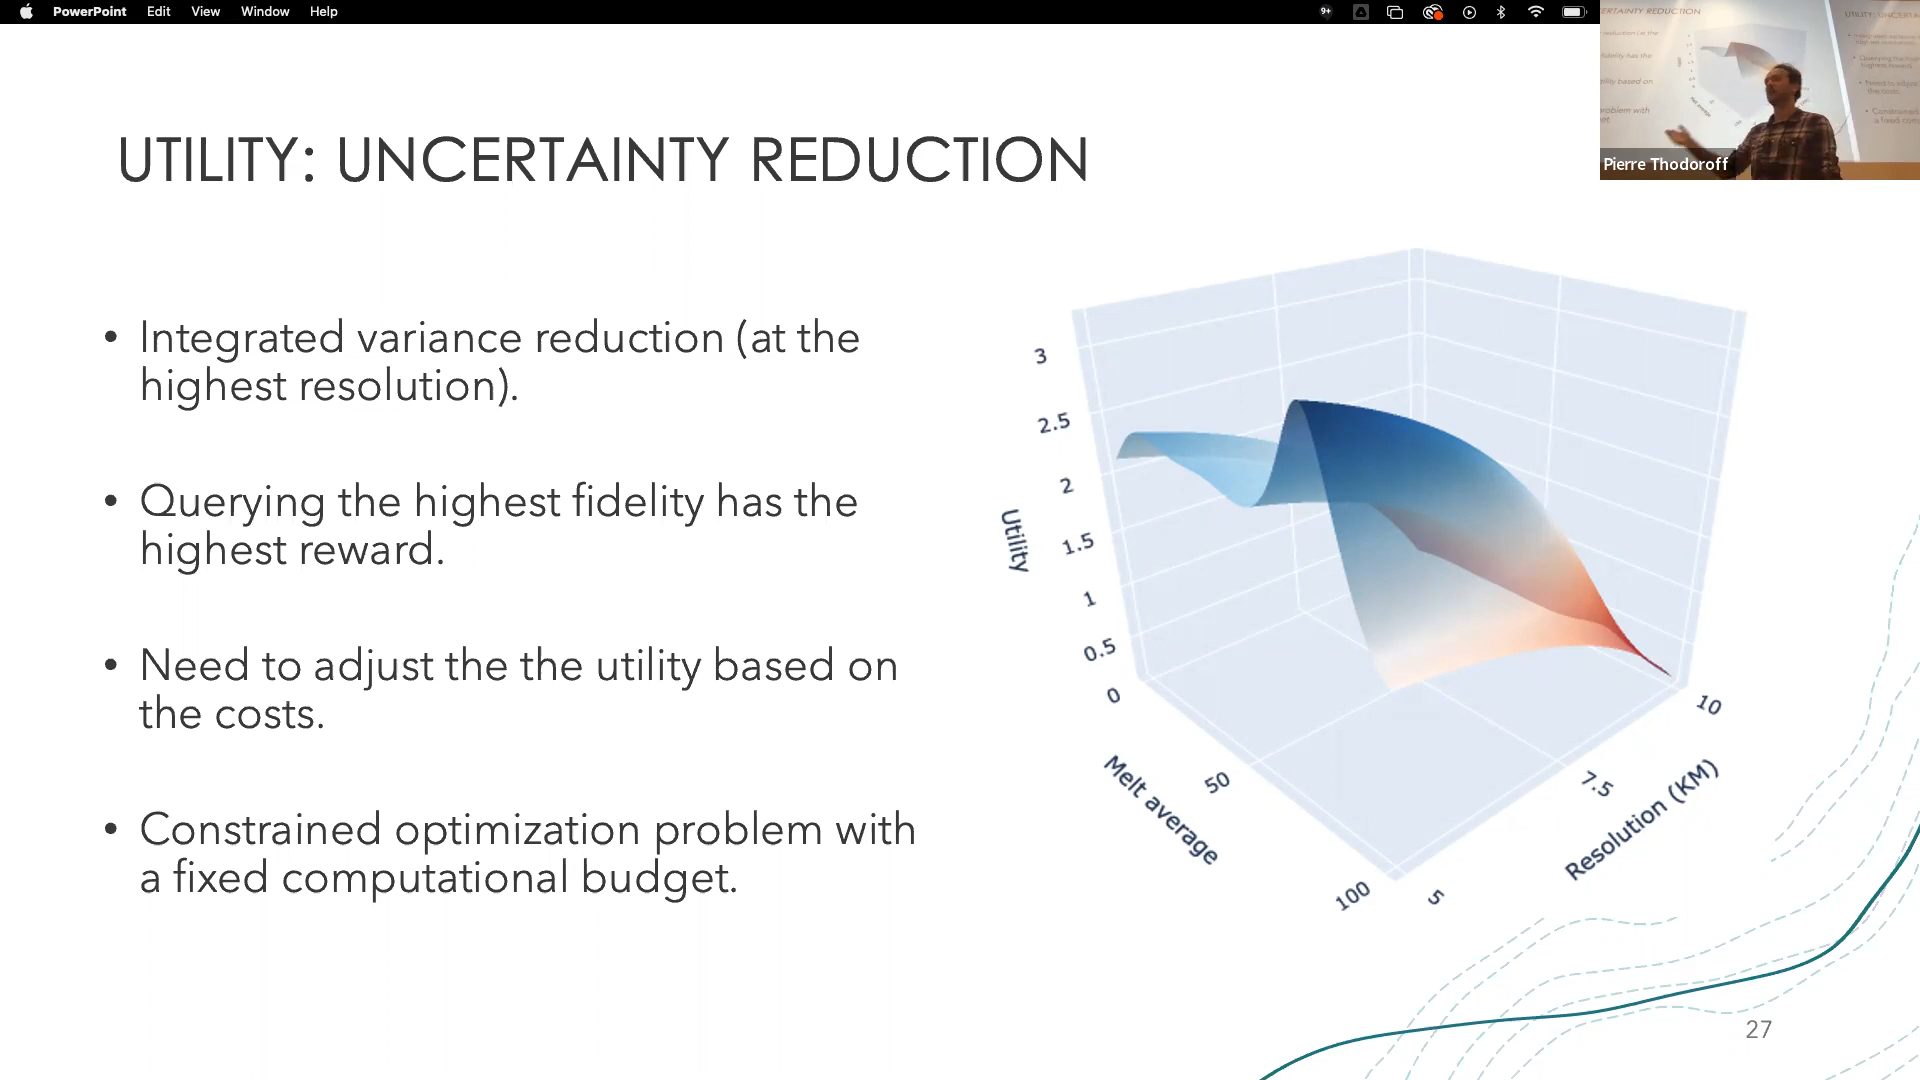 PowerPoint Edit View Window Help
9+
UTILITY: UNCERTAINTY REDUCTION
Pierre Thodoroff
• Integrated variance reduction (at the
highest resolution).
• Querying the highest fidelity has the
highest reward.
• Need to adjust the the utility based on
the costs.
• Constrained optimization problem with
a fixed computational budget.
3
2.5
2
1.5
1
0.5
0
Utility
50
100
Melt average
5
7.5
10
Resolution (KM)
27